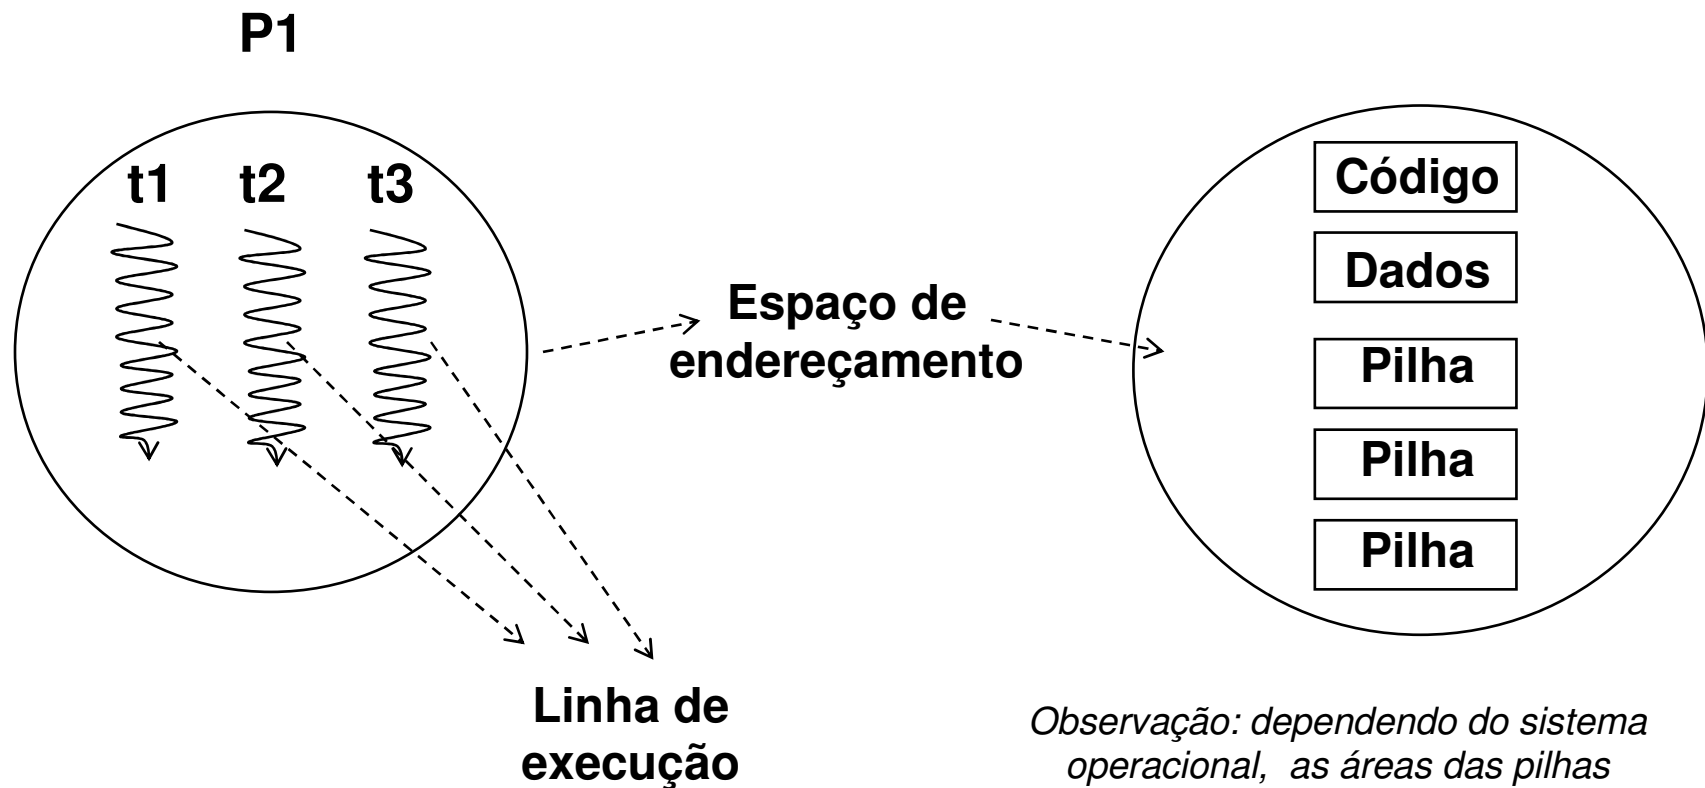 P1
t1 t2 t3
Código
Dados
Espaço de
endereçamento
Pilha
Pilha
Pilha
Linha de
execução
Observação: dependendo do sistema
operacional, as áreas das pilhas